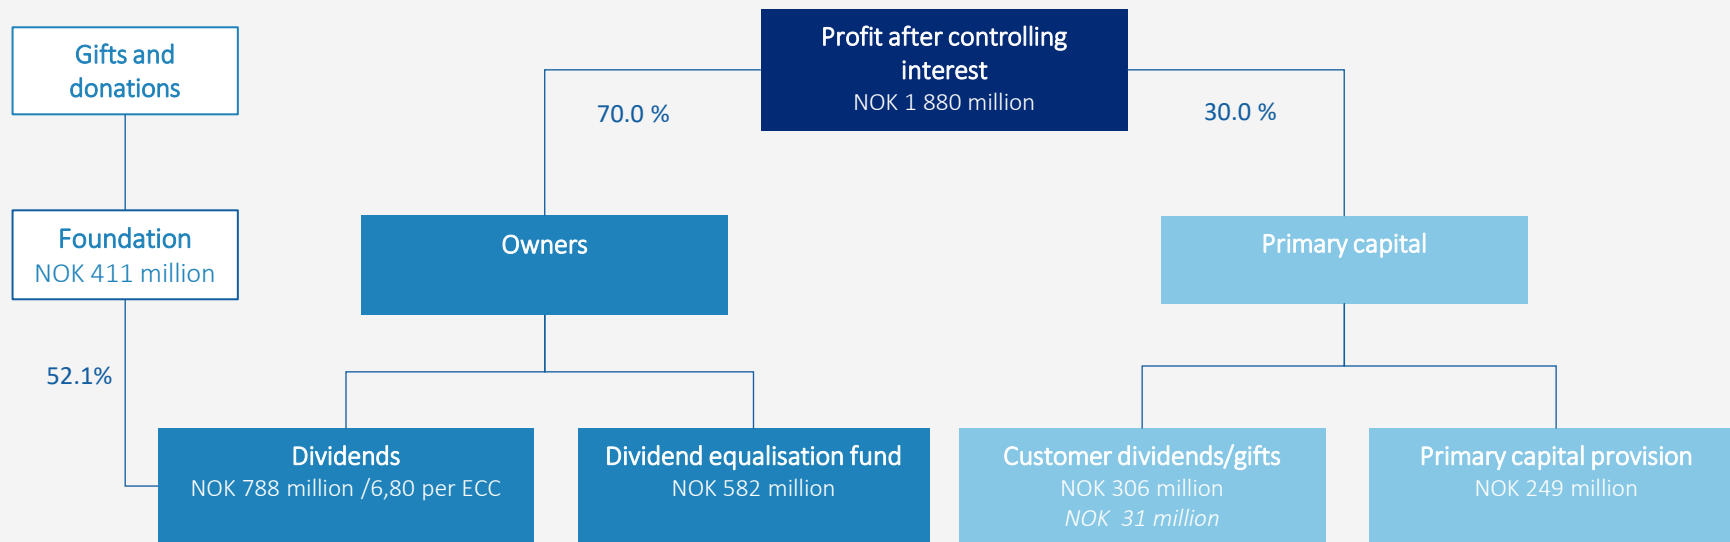 Gifts and
donations
Profit after controlling
interest
NOK 1 880 million
70.0 %
30.0 %
Foundation
NOK 411 million
Owners
Primary capital
52.1%
Dividends
NOK 788 million /6,80 per ECC
Dividend equalisation fund
NOK 582 million
Customer dividends/gifts
NOK 306 million
NOK 31 million
Primary capital provision
NOK 249 million